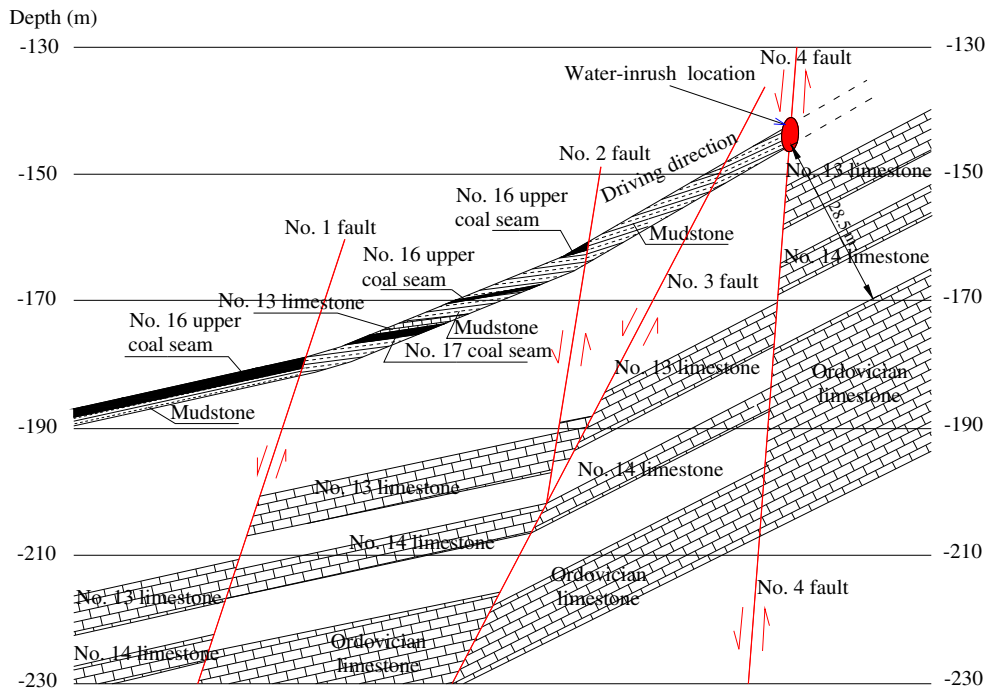 Depth (m)
-130
-130
No. 4 fault
Water-inrush location
Driving direction
No. 2 fault
-150
-150
No. 13 limestone
No. 16 upper
coal seam
28.5 m
No. 1 fault
Mudstone
No. 16 upper
coal seam
No. 14 limestone
No. 3 fault
-170
-170
No. 13 limestone
No. 16 upper
coal seam
Mudstone
No. 17 coal seam
No. 13 limestone
Ordovician
limestone
Mudstone
-190
-190
No. 14 limestone
No. 13 limestone
No. 14 limestone
-210
-210
Ordovician
limestone
No. 4 fault
No. 13 limestone
Ordovician
limestone
No. 14 limestone
-230
-230